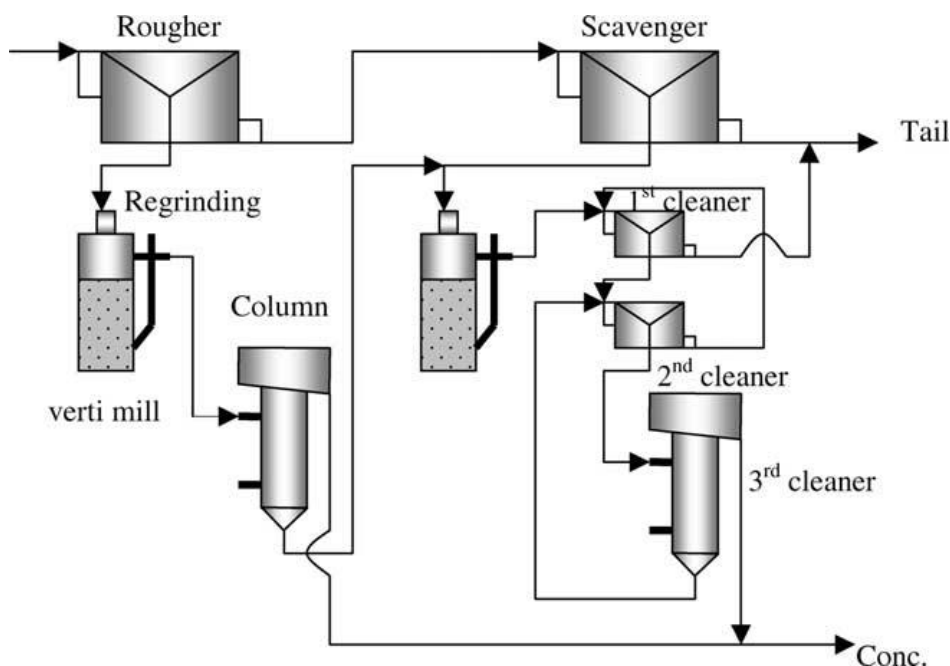 Rougher
Scavenger
Tail
Regrinding
1st cleaner
Column
verti mill
2nd cleaner
3rd cleaner
Conc.